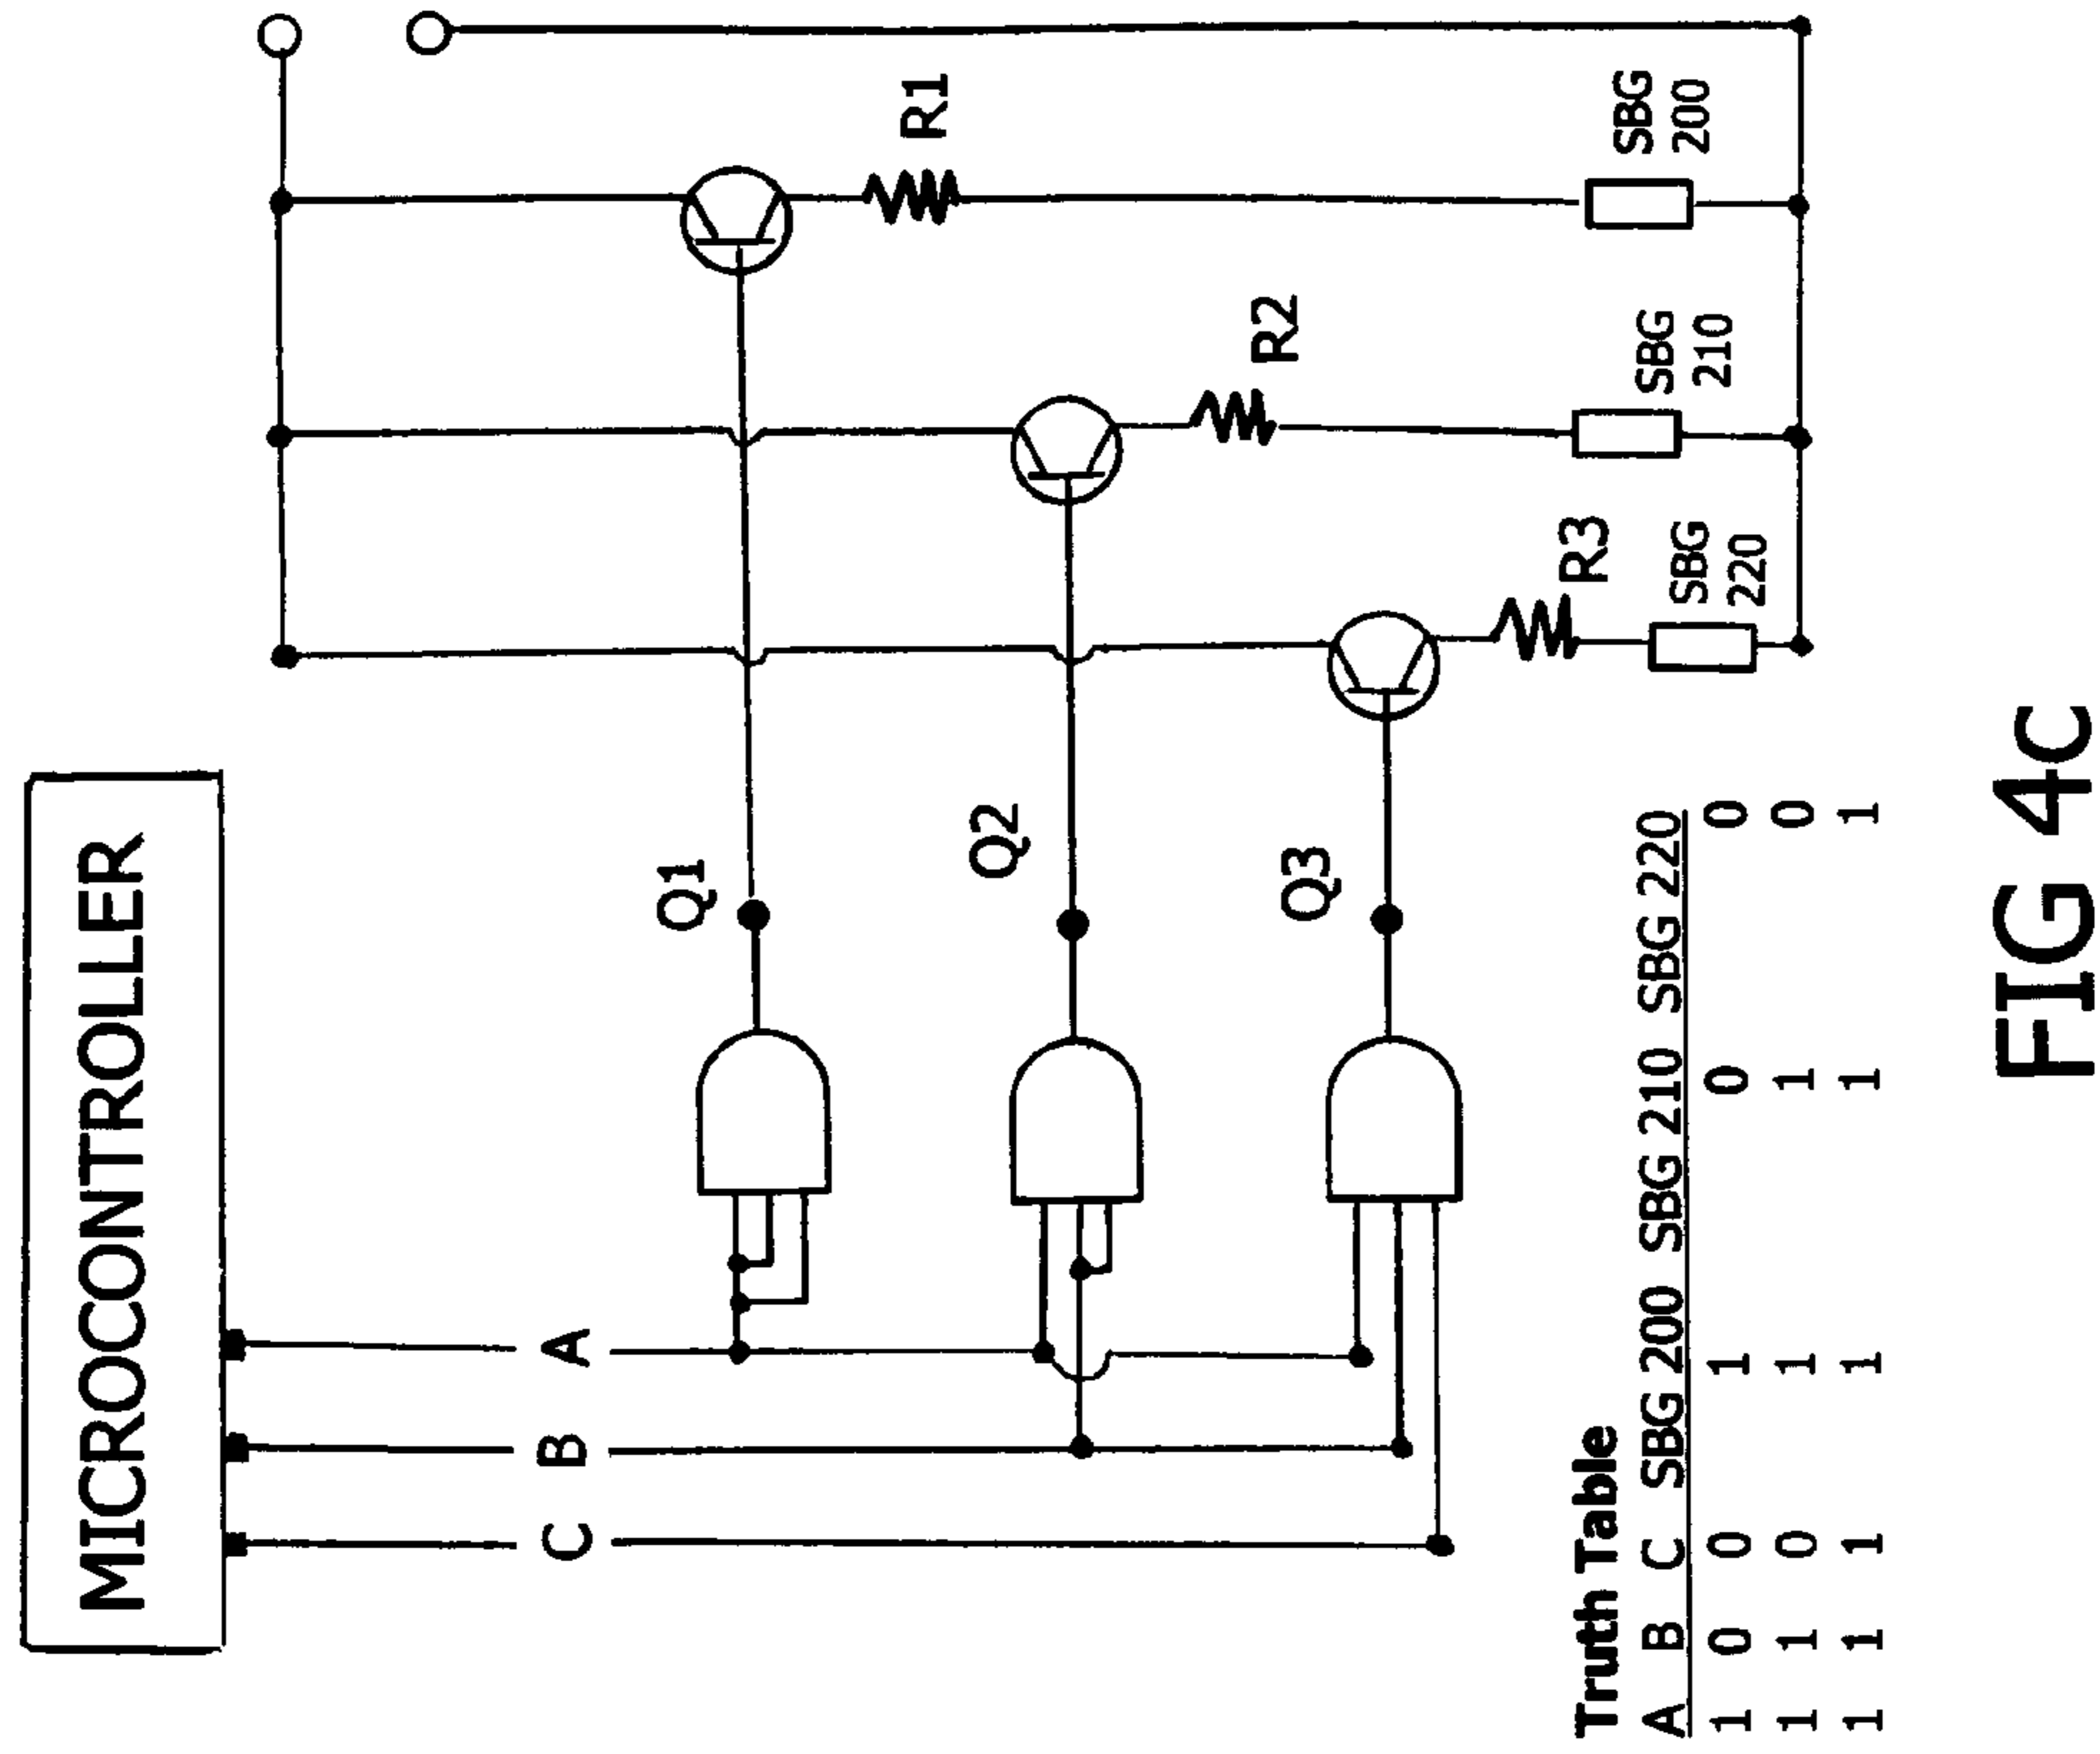 MICROCONTROLLER
C
B
A
Q1
Q2
Q3
R1
R2
R3
SBG
200
SBG
210
SBG
220
Truth Table
A B C SBG 200 SBG 210 SBG 220
1 0 0 1 0 0
1 1 0 1 1 0
1 1 1 1 1 1
FIG 4C